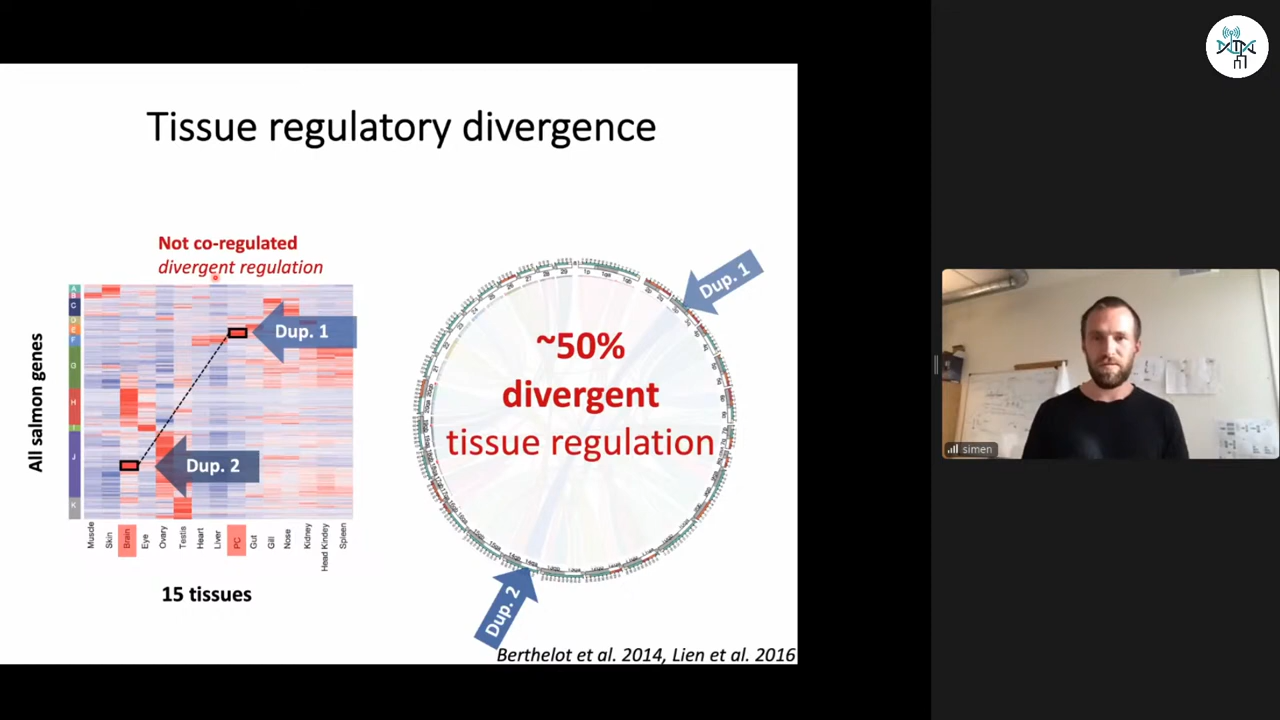 Tissue regulatory divergence
Not co-regulated
divergent regulation
All salmon genes
A
B
C
D
E
F
G
H
I
J
K
Dup. 1
Dup. 2
Muscle
Skin
Brain
Eye
Ovary
Testis
Heart
Liver
PC
Gut
Gill
Nose
Kidney
Head Kindey
Spleen
15 tissues
Dup. 1
~50%
divergent
tissue regulation
Dup. 2
Berthelot et al. 2014, Lien et al. 2016
simen